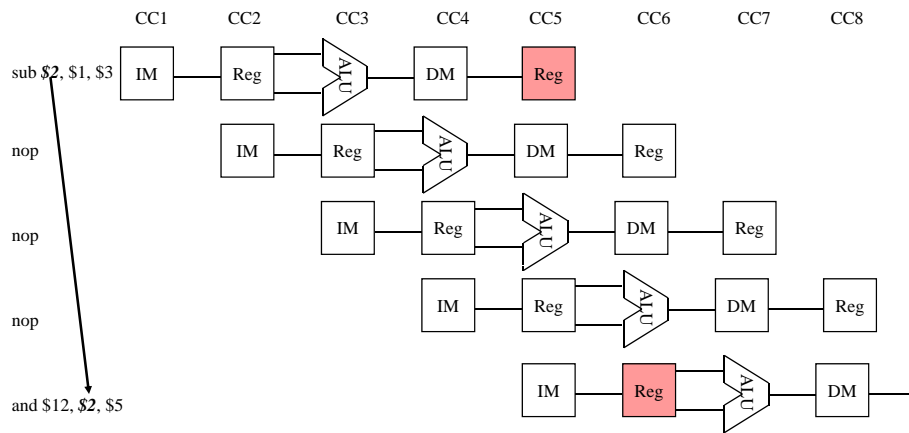 CC1 CC2 CC3 CC4 CC5 CC6 CC7 CC8
sub $2, $1, $3 IM Reg ALU DM Reg
nop IM Reg ALU DM Reg
nop IM Reg ALU DM Reg
nop IM Reg ALU DM Reg
and $12, $2, $5 IM Reg ALU DM